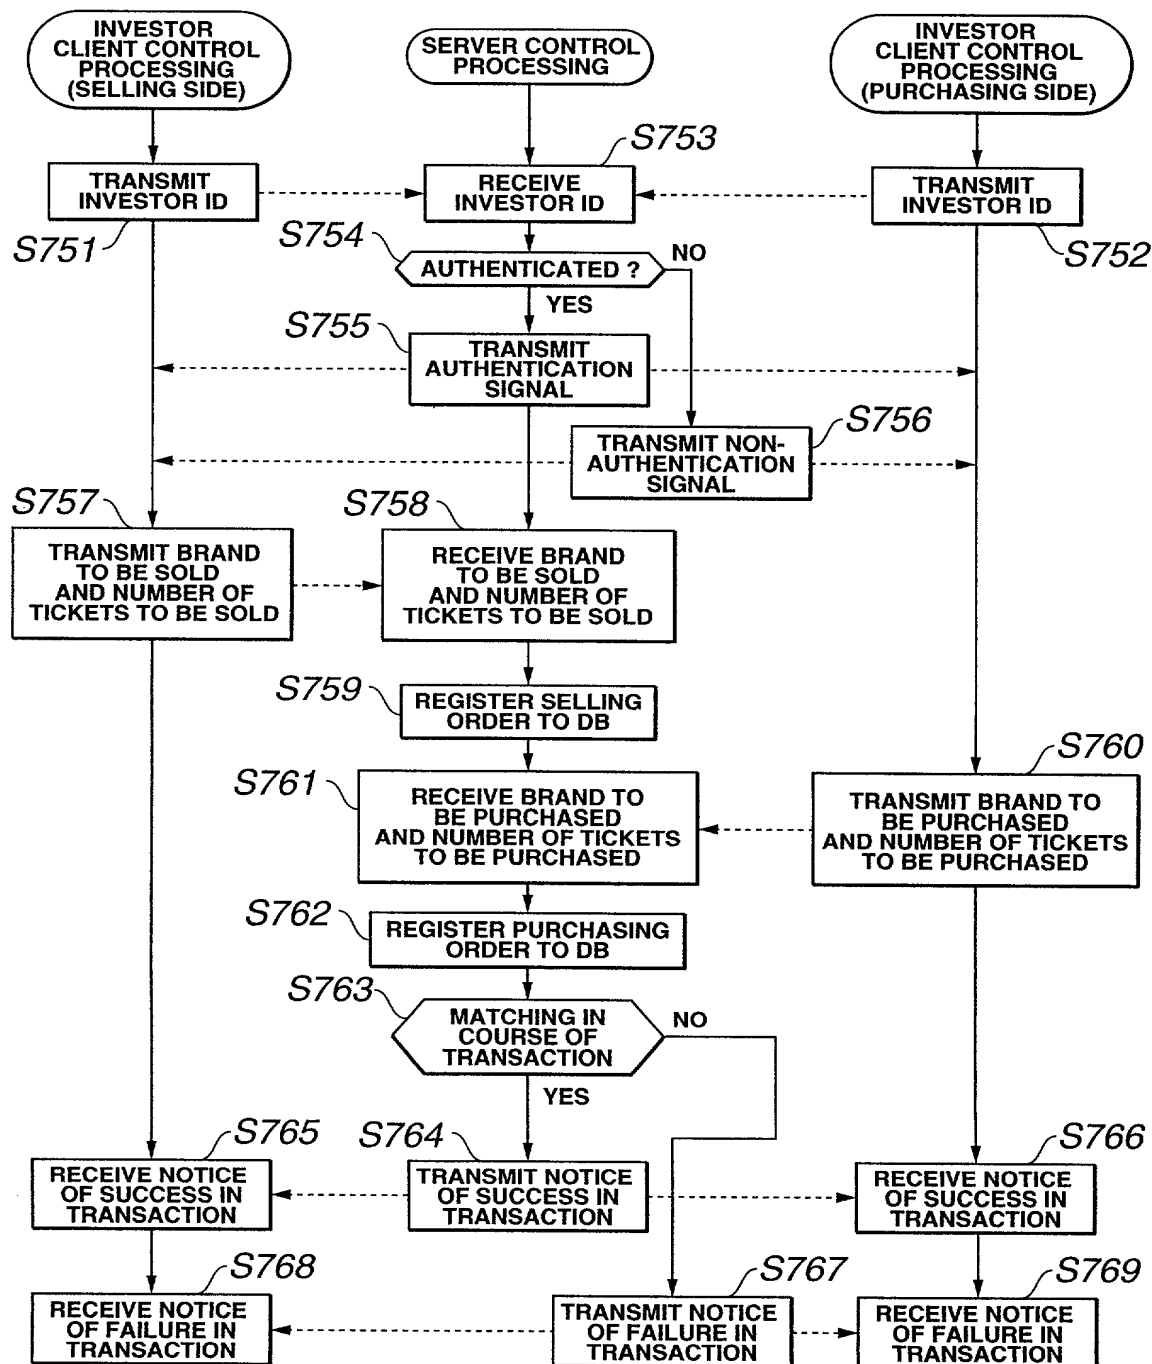 INVESTOR
CLIENT CONTROL
PROCESSING
(SELLING SIDE)
SERVER CONTROL
PROCESSING
INVESTOR
CLIENT CONTROL
PROCESSING
(PURCHASING SIDE)
S753
TRANSMIT
INVESTOR ID
RECEIVE
INVESTOR ID
TRANSMIT
INVESTOR ID
S751
S754
S752
AUTHENTICATED ?
NO
YES
S755
TRANSMIT
AUTHENTICATION
SIGNAL
S756
TRANSMIT NON-
AUTHENTICATION
SIGNAL
S757
S758
TRANSMIT BRAND
TO BE SOLD
AND NUMBER OF
TICKETS TO BE SOLD
RECEIVE BRAND
TO BE SOLD
AND NUMBER OF
TICKETS TO BE SOLD
S759
REGISTER SELLING
ORDER TO DB
S760
S761
RECEIVE BRAND TO
BE PURCHASED
AND NUMBER OF TICKETS
TO BE PURCHASED
TRANSMIT BRAND TO
BE PURCHASED
AND NUMBER OF TICKETS
TO BE PURCHASED
S762
REGISTER PURCHASING
ORDER TO DB
S763
MATCHING IN
COURSE OF
TRANSACTION
NO
YES
S765
S764
S766
RECEIVE NOTICE
OF SUCCESS IN
TRANSACTION
TRANSMIT NOTICE
OF SUCCESS IN
TRANSACTION
RECEIVE NOTICE
OF SUCCESS IN
TRANSACTION
S768
S767
S769
RECEIVE NOTICE
OF FAILURE IN
TRANSACTION
TRANSMIT NOTICE
OF FAILURE IN
TRANSACTION
RECEIVE NOTICE
OF FAILURE IN
TRANSACTION